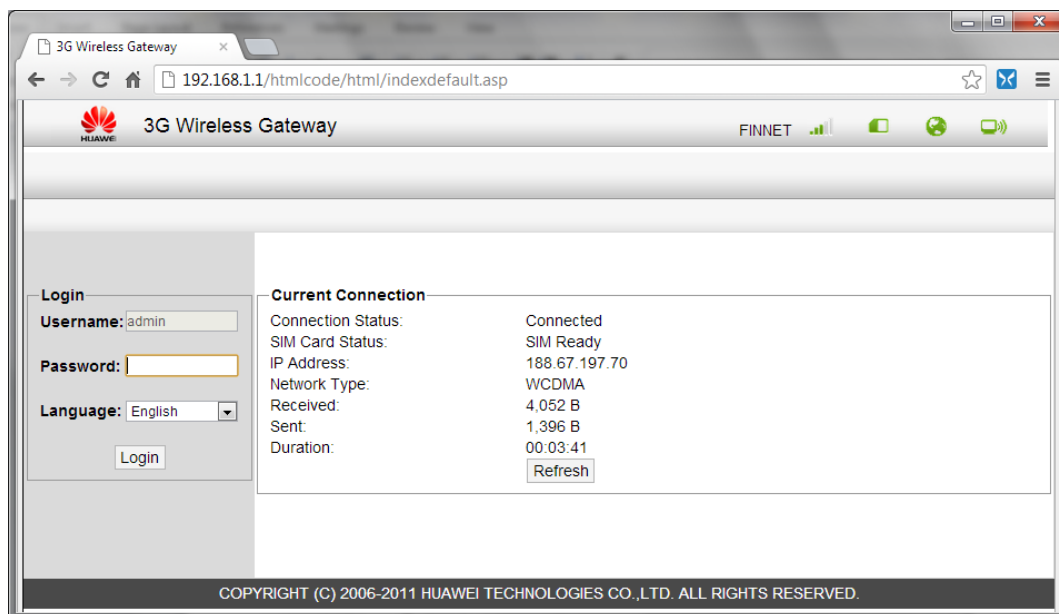 3G Wireless Gateway
192.168.1.1/htmlcode/html/indexdefault.asp
HUAWEI 3G Wireless Gateway FINNET
Login
Username: admin
Password:
Language: English
Login
Current Connection
Connection Status: Connected
SIM Card Status: SIM Ready
IP Address: 188.67.197.70
Network Type: WCDMA
Received: 4,052 B
Sent: 1,396 B
Duration: 00:03:41
Refresh
COPYRIGHT (C) 2006-2011 HUAWEI TECHNOLOGIES CO.,LTD. ALL RIGHTS RESERVED.